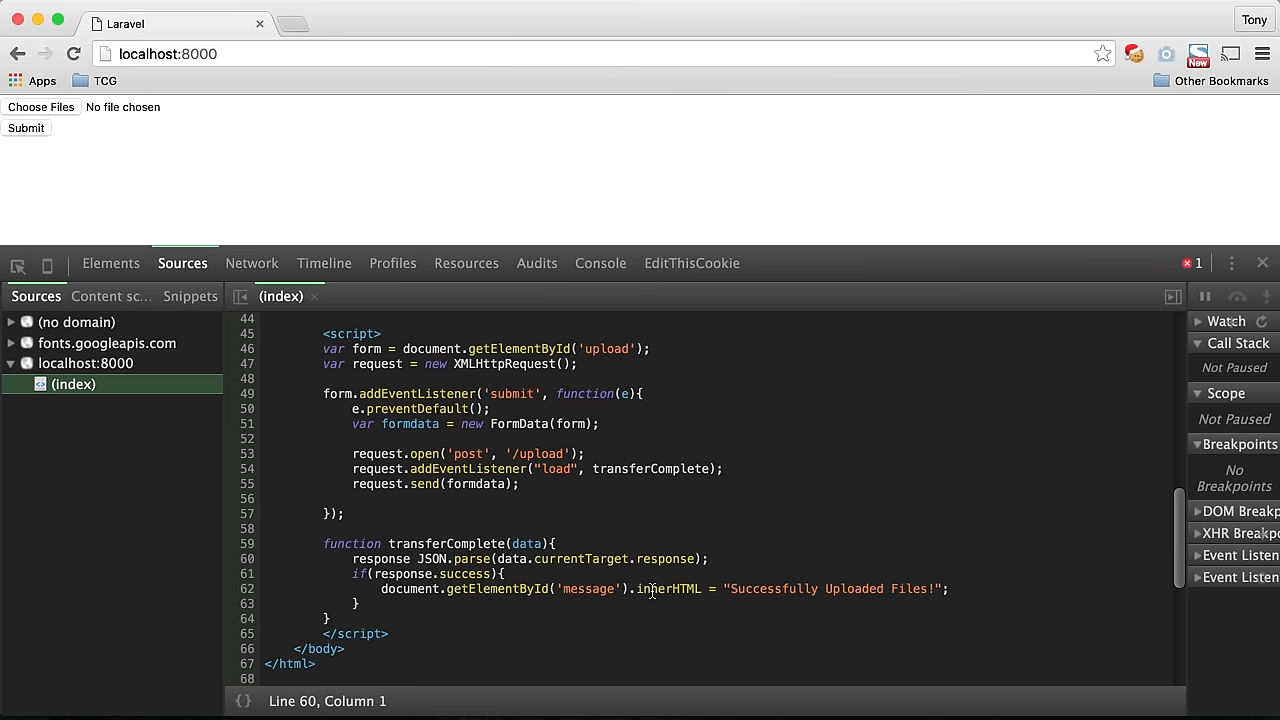 Laravel
Tony
localhost:8000
New
Apps
TCG
Other Bookmarks
Choose Files No file chosen
Submit
Elements Sources Network Timeline Profiles Resources Audits Console EditThisCookie 1
Sources Content sc... Snippets (index)
(no domain)
fonts.googleapis.com
localhost:8000
(index)
44
45 <script>
46 var form = document.getElementById('upload');
47 var request = new XMLHttpRequest();
48
49 form.addEventListener('submit', function(e){
50 e.preventDefault();
51 var formdata = new FormData(form);
52
53 request.open('post', '/upload');
54 request.addEventListener("load", transferComplete);
55 request.send(formdata);
56
57 });
58
59 function transferComplete(data){
60 response JSON.parse(data.currentTarget.response);
61 if(response.success){
62 document.getElementById('message').innerHTML = "Successfully Uploaded Files!";
63 }
64 }
65 </script>
66 </body>
67 </html>
68
Line 60, Column 1
Watch
Call Stack
Not Paused
Scope
Not Paused
Breakpoints
No
Breakpoints
DOM Breakp
XHR Breakp
Event Listen
Event Listen